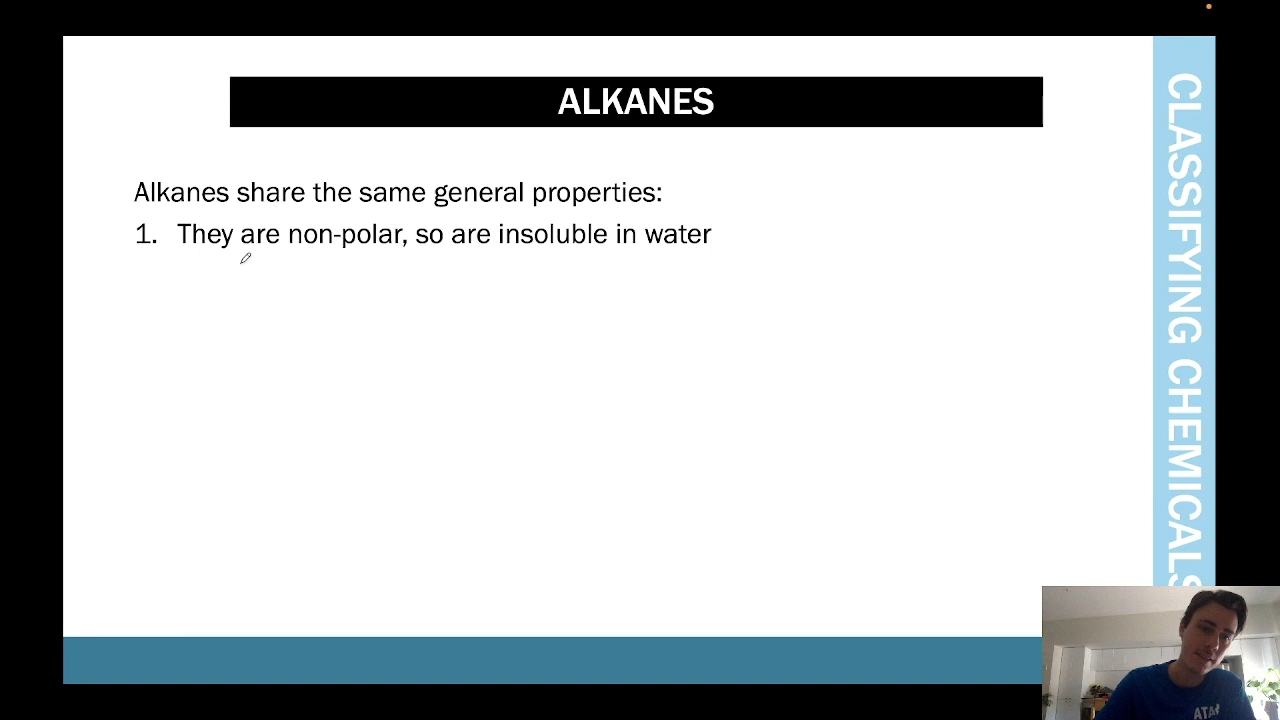 ALKANES
Alkanes share the same general properties:
1. They are non-polar, so are insoluble in water
CLASSIFYING CHEMICALS
ATAR